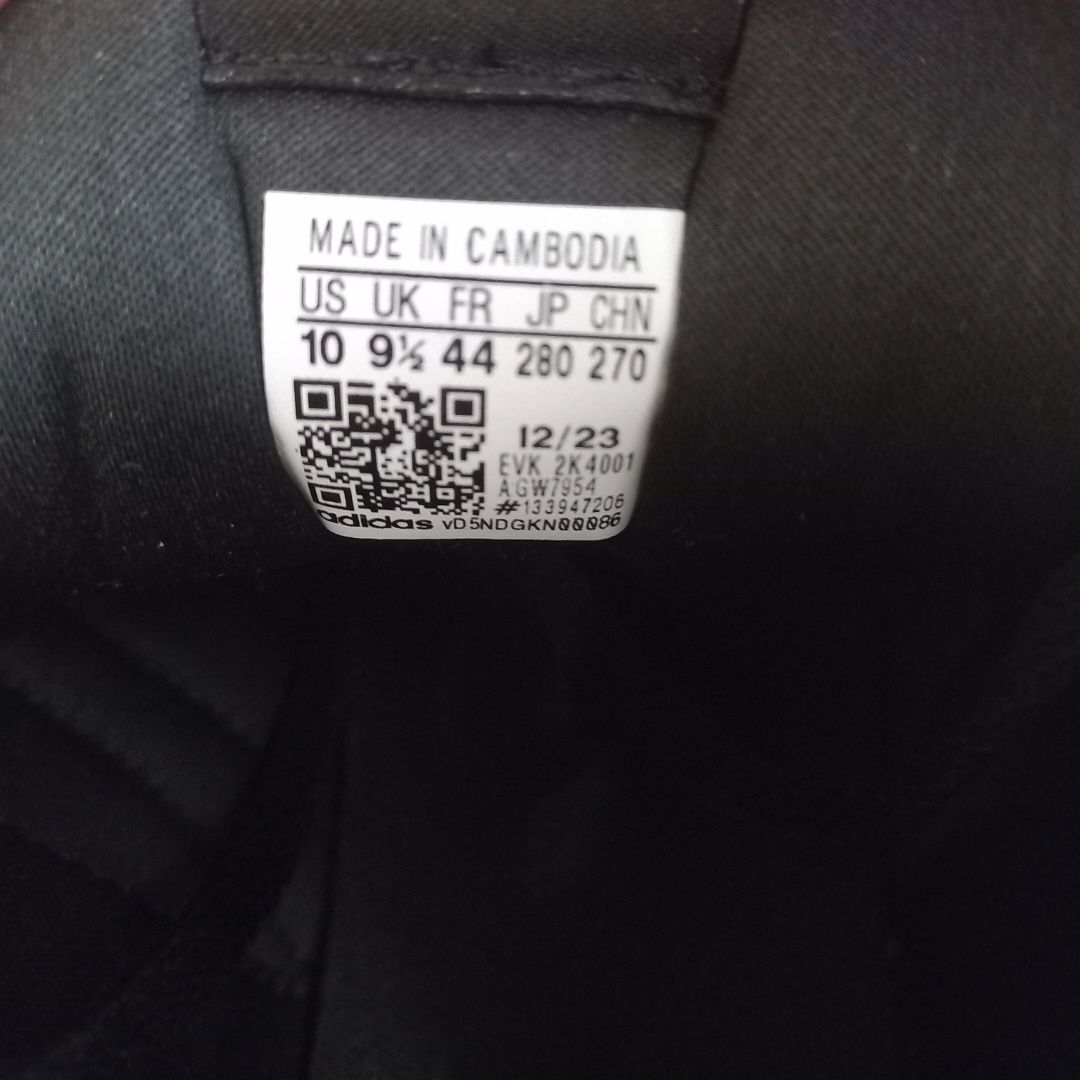 MADE IN CAMBODIA
US UK FR JP CHN
10 9½ 44 280 270
12/23
EVK 2K4001
AGW7954
#133947206
adidas vD5NDGKN00086